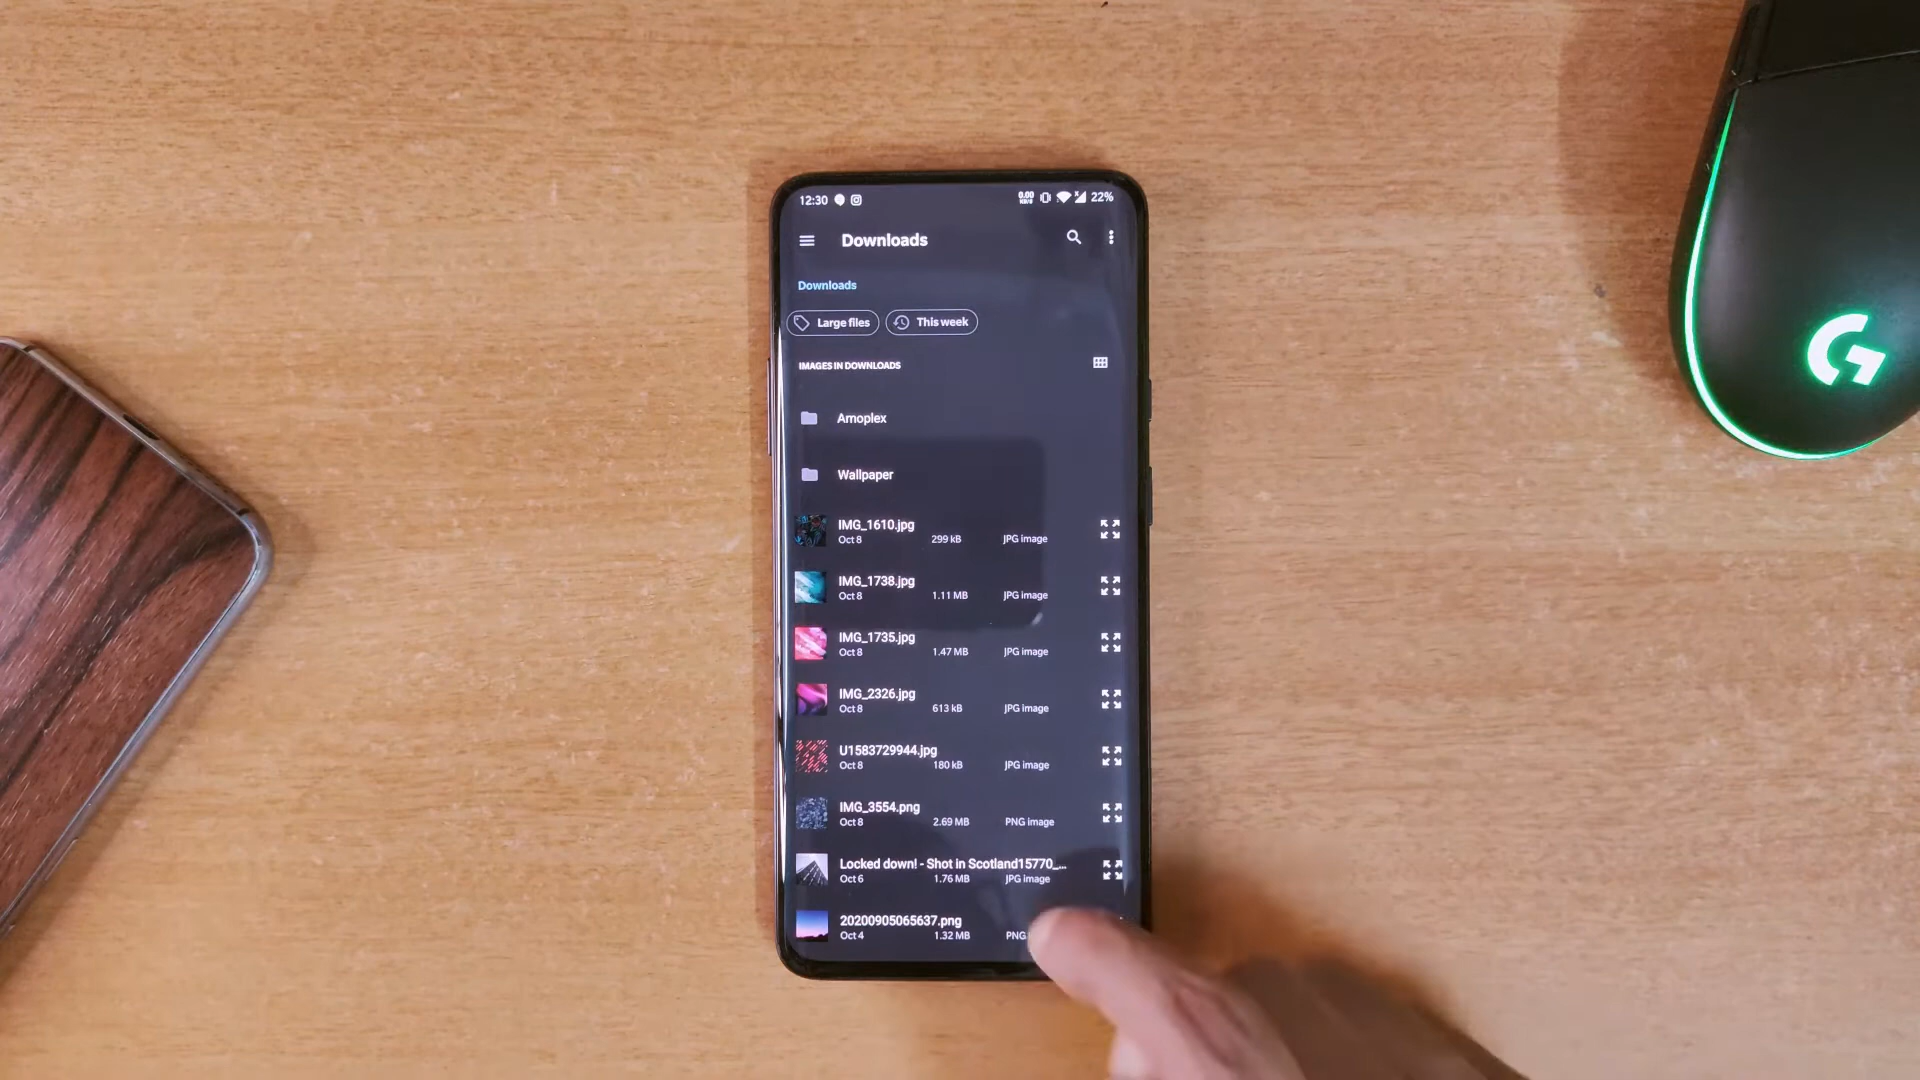 12:30 0.00 KB/s 22%
Downloads
Downloads
Large files This week
IMAGES IN DOWNLOADS
Amoplex
Wallpaper
IMG_1610.jpg
Oct 8 299 kB JPG image
IMG_1738.jpg
Oct 8 1.11 MB JPG image
IMG_1735.jpg
Oct 8 1.47 MB JPG image
IMG_2326.jpg
Oct 8 613 kB JPG image
U1583729944.jpg
Oct 8 180 kB JPG image
IMG_3554.png
Oct 8 2.69 MB PNG image
Locked down! - Shot in Scotland15770_...
Oct 6 1.76 MB JPG image
20200905065637.png
Oct 4 1.32 MB PNG
G